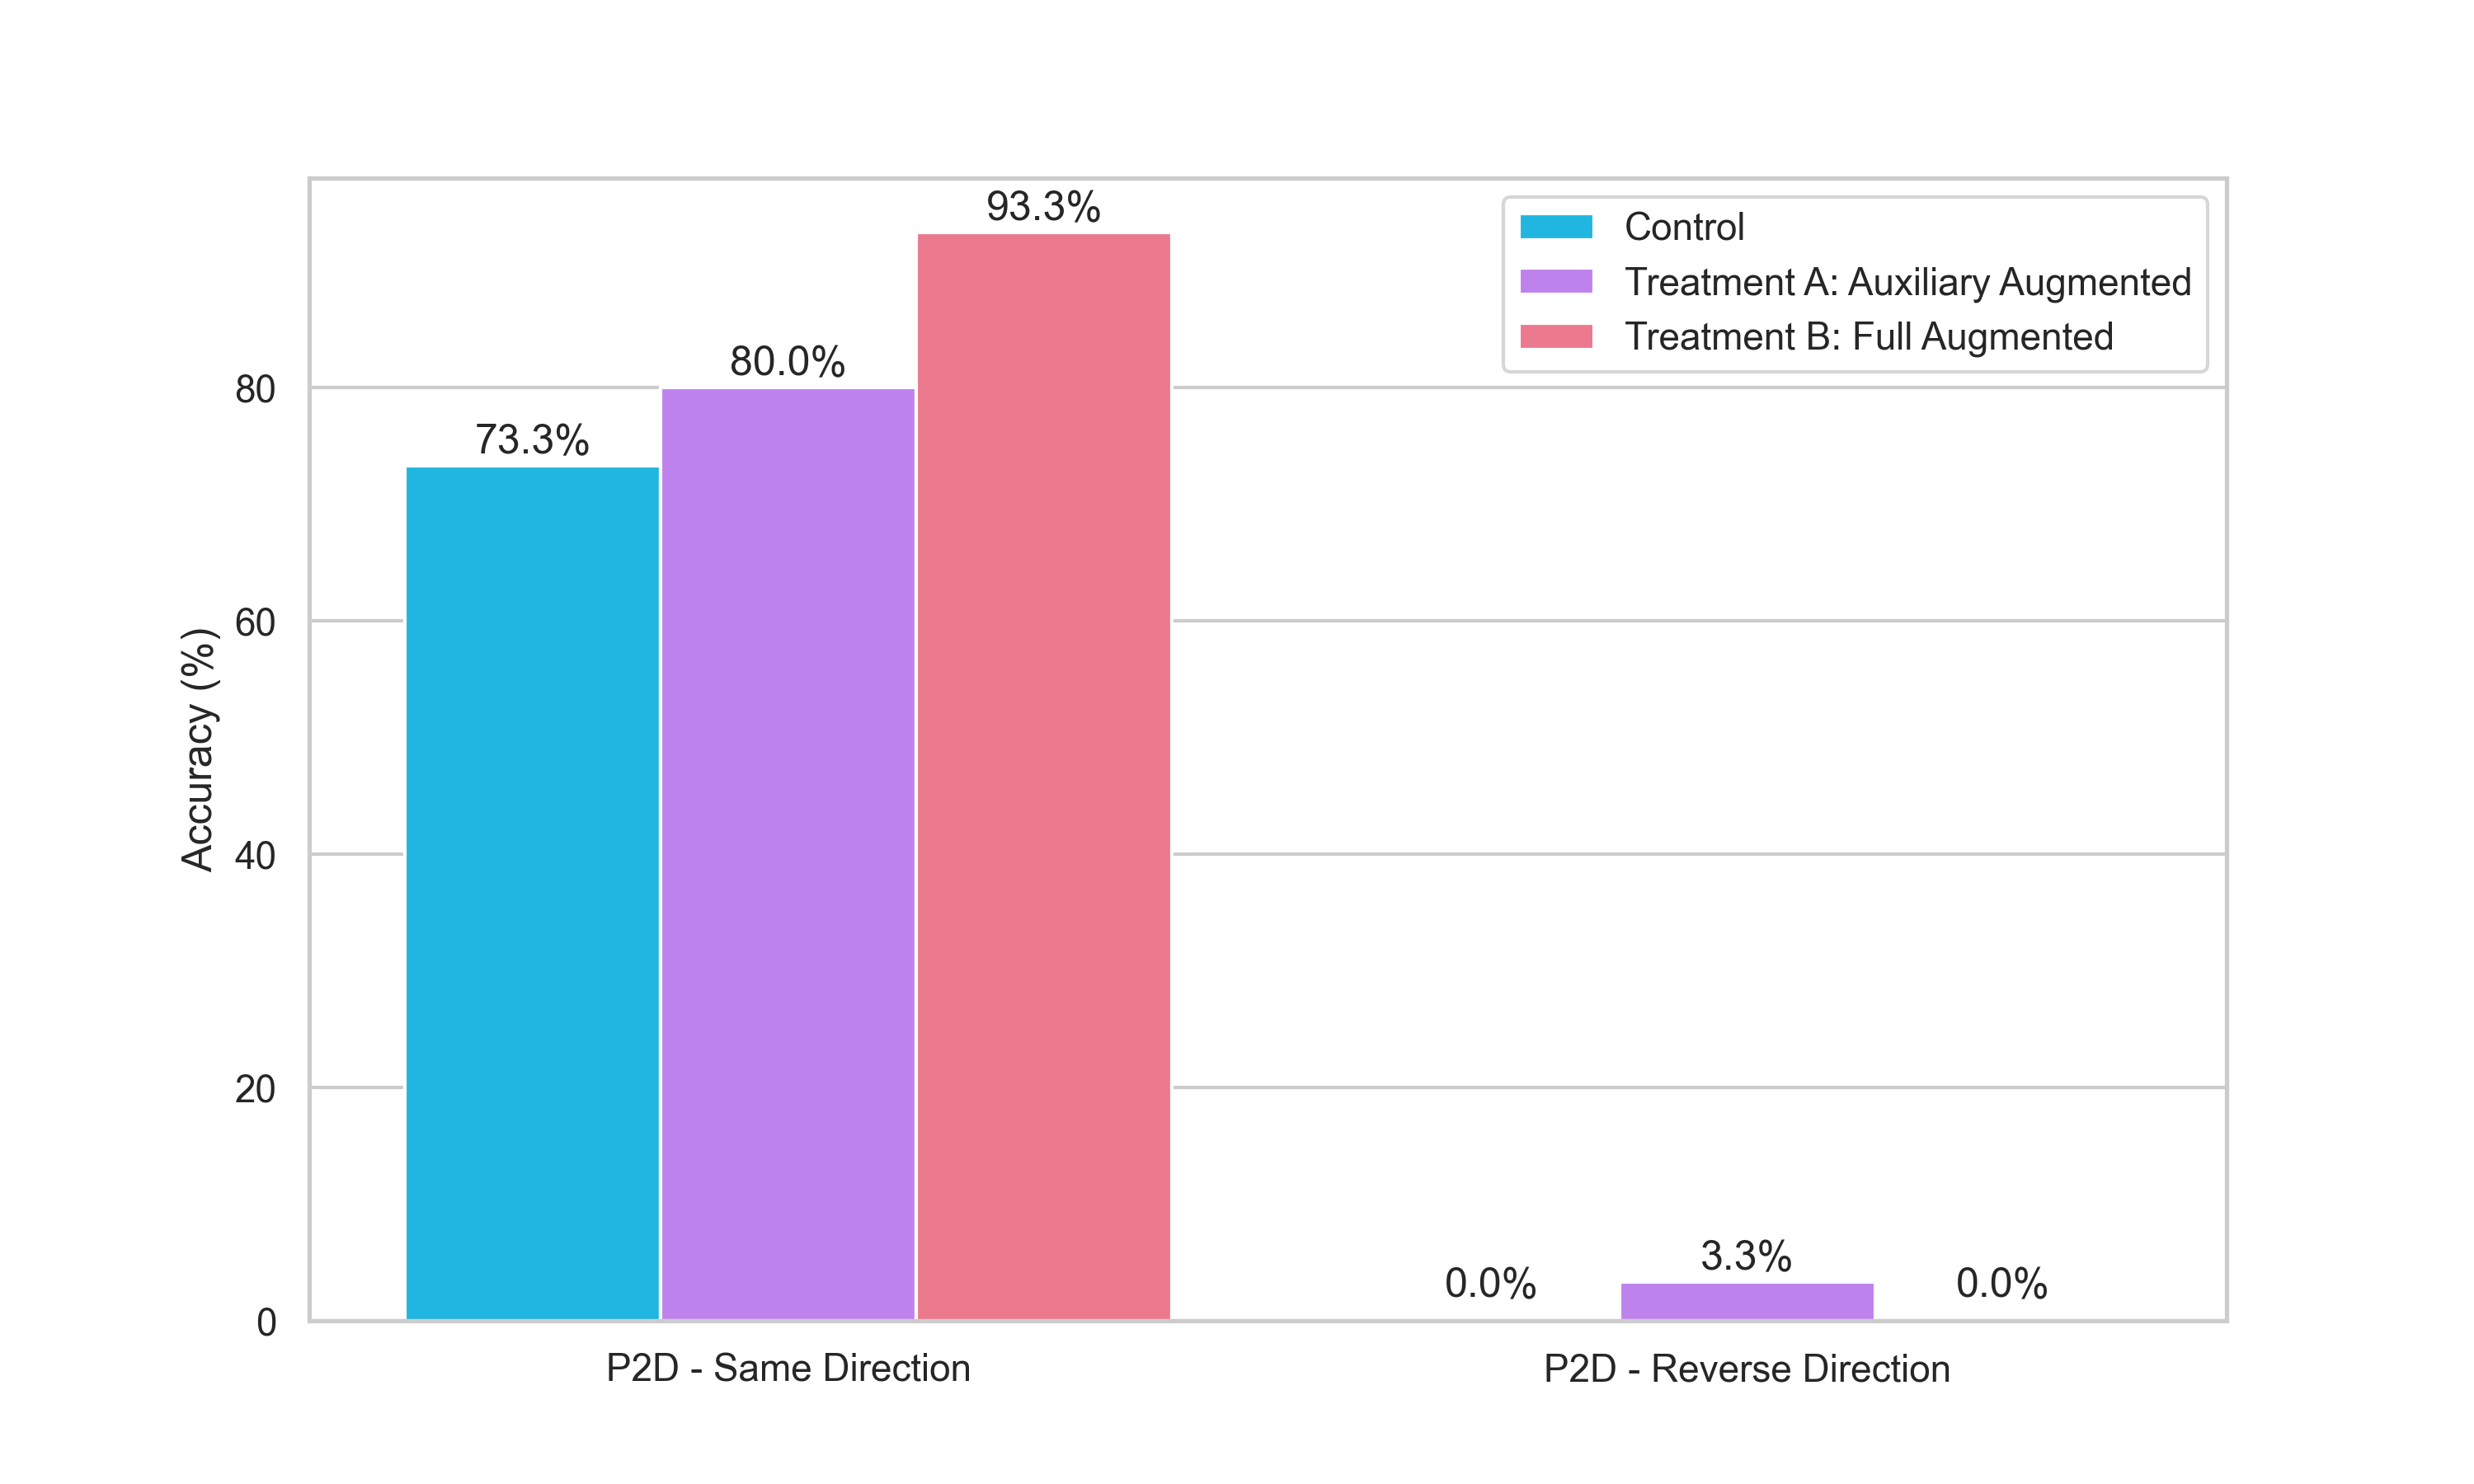 93.3%
Control
Treatment A: Auxiliary Augmented
Treatment B: Full Augmented
80.0%
73.3%
80
60
40
20
0
Accuracy (%)
0.0%
3.3%
0.0%
P2D - Same Direction
P2D - Reverse Direction